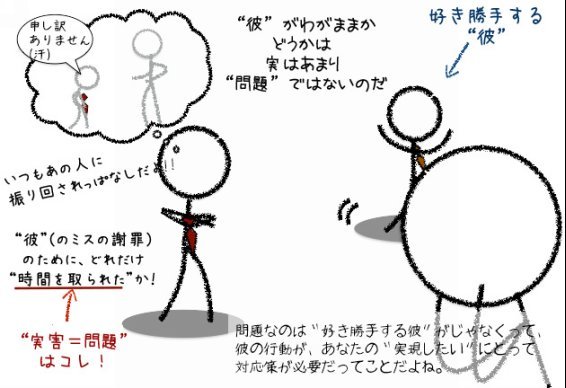 申し訳
ありません
(汗)
“彼” がわがままか
どうかは
実はあまり
“問題” ではないのだ
好き勝手する
“彼”
いつもあの人に
振り回されっぱなしだよ!!
“彼”(のミスの謝罪)
のために、どれだけ
“時間を取られた”か!
“実害＝問題”
はコレ！
問題なのは“好き勝手する彼”がじゃなくって、
彼の行動が、あなたの“実現したい”にとって
対応策が必要だってことだよね。